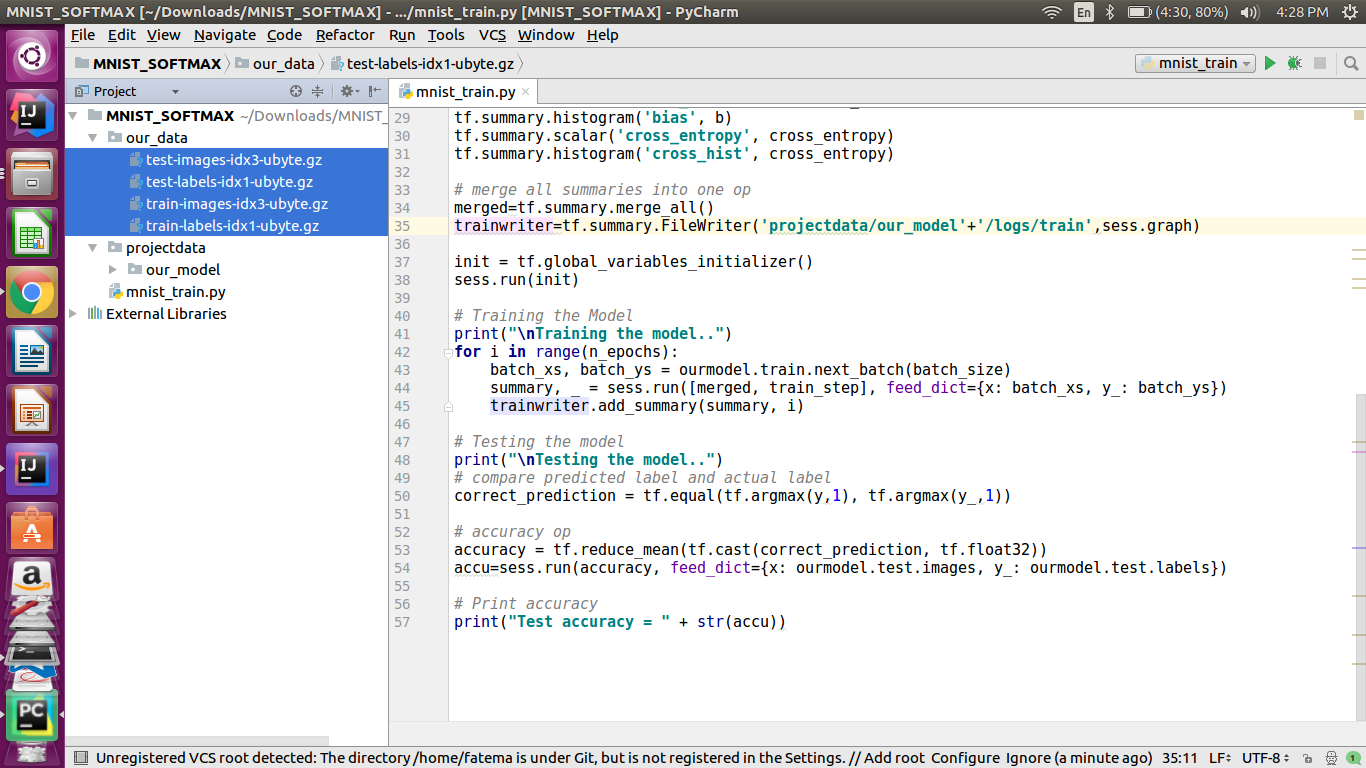 MNIST_SOFTMAX [~/Downloads/MNIST_SOFTMAX] - .../mnist_train.py [MNIST_SOFTMAX] - PyCharm
En (4:30, 80%) 4:28 PM
File Edit View Navigate Code Refactor Run Tools VCS Window Help
MNIST_SOFTMAX our_data test-labels-idx1-ubyte.gz mnist_train
Project
MNIST_SOFTMAX ~/Downloads/MNIST_
our_data
test-images-idx3-ubyte.gz
test-labels-idx1-ubyte.gz
train-images-idx3-ubyte.gz
train-labels-idx1-ubyte.gz
projectdata
our_model
mnist_train.py
External Libraries
mnist_train.py
29 tf.summary.histogram('bias', b)
30 tf.summary.scalar('cross_entropy', cross_entropy)
31 tf.summary.histogram('cross_hist', cross_entropy)
32
33 # merge all summaries into one op
34 merged=tf.summary.merge_all()
35 trainwriter=tf.summary.FileWriter('projectdata/our_model'+'/logs/train',sess.graph)
36
37 init = tf.global_variables_initializer()
38 sess.run(init)
39
40 # Training the Model
41 print("\nTraining the model..")
42 for i in range(n_epochs):
43 batch_xs, batch_ys = ourmodel.train.next_batch(batch_size)
44 summary, _ = sess.run([merged, train_step], feed_dict={x: batch_xs, y_: batch_ys})
45 trainwriter.add_summary(summary, i)
46
47 # Testing the model
48 print("\nTesting the model..")
49 # compare predicted label and actual label
50 correct_prediction = tf.equal(tf.argmax(y,1), tf.argmax(y_,1))
51
52 # accuracy op
53 accuracy = tf.reduce_mean(tf.cast(correct_prediction, tf.float32))
54 accu=sess.run(accuracy, feed_dict={x: ourmodel.test.images, y_: ourmodel.test.labels})
55
56 # Print accuracy
57 print("Test accuracy = " + str(accu))
IJ
IJ
A
a
PC
Unregistered VCS root detected: The directory /home/fatema is under Git, but is not registered in the Settings. // Add root Configure Ignore (a minute ago) 35:11 LF UTF-8 1